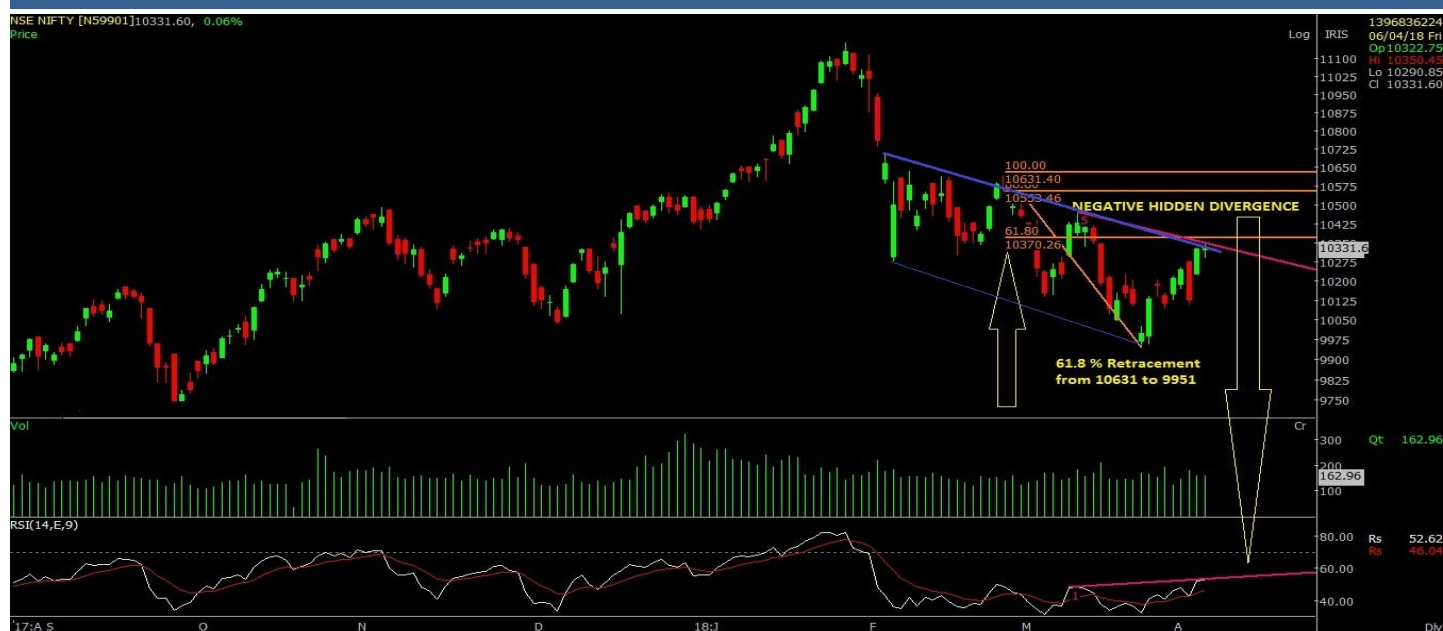 NSE NIFTY [N59901]10331.60, 0.06%
Price
Log
IRIS
1396836224
06/04/18 Fri
Op10322.75
Hi 10350.45
Lo 10290.85
Cl 10331.60
11100
11025
10950
10875
10800
10725
10650
10575
10500
10425
10331.6
10275
10200
10125
10050
9975
9900
9825
9750
100.00
10631.40
10553.46
61.80
10370.26
NEGATIVE HIDDEN DIVERGENCE
5
61.8 % Retracement
from 10631 to 9951
Vol
Cr
300
200
162.96
100
Qt 162.96
RSI(14,E,9)
80.00
60.00
40.00
Rs 52.62
Rs 46.04
1
'17:A S O N D 18:J F M A Dly